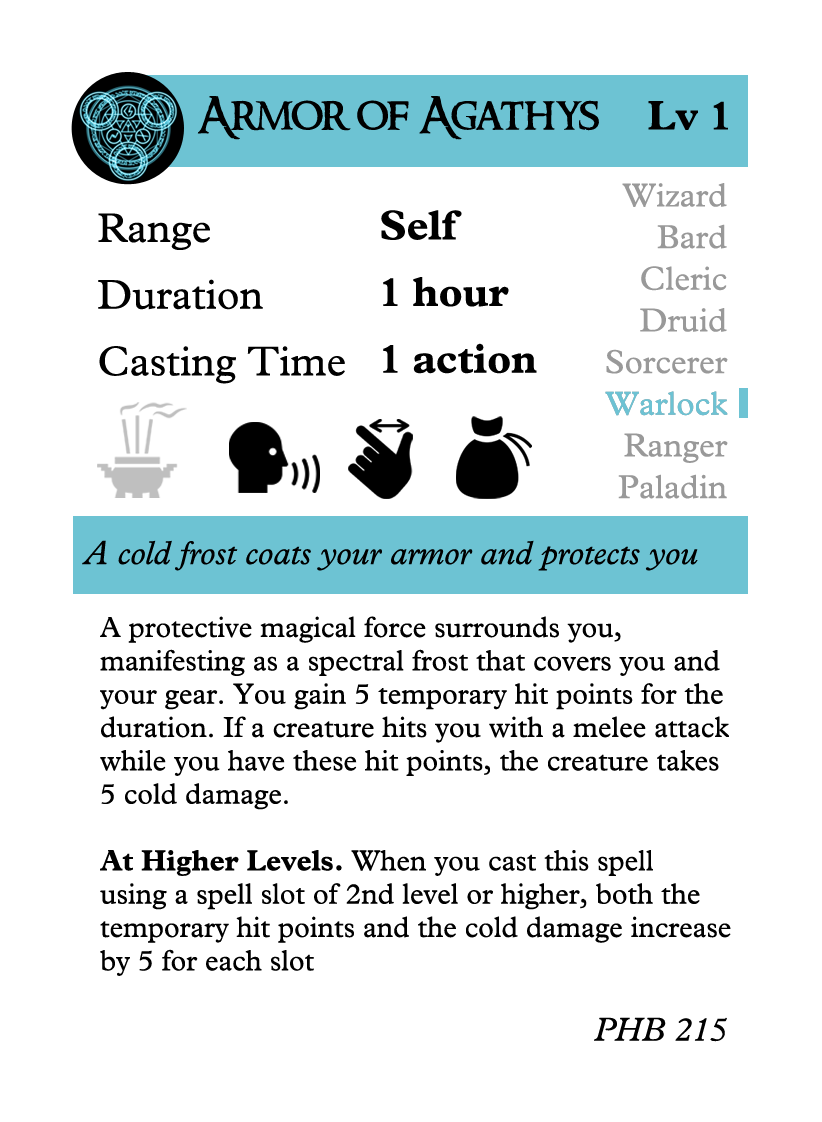 Armor of Agathys Lv 1
Range Self
Duration 1 hour
Casting Time 1 action
Wizard
Bard
Cleric
Druid
Sorcerer
Warlock
Ranger
Paladin
A cold frost coats your armor and protects you
A protective magical force surrounds you,
manifesting as a spectral frost that covers you and
your gear. You gain 5 temporary hit points for the
duration. If a creature hits you with a melee attack
while you have these hit points, the creature takes
5 cold damage.
At Higher Levels. When you cast this spell
using a spell slot of 2nd level or higher, both the
temporary hit points and the cold damage increase
by 5 for each slot
PHB 215